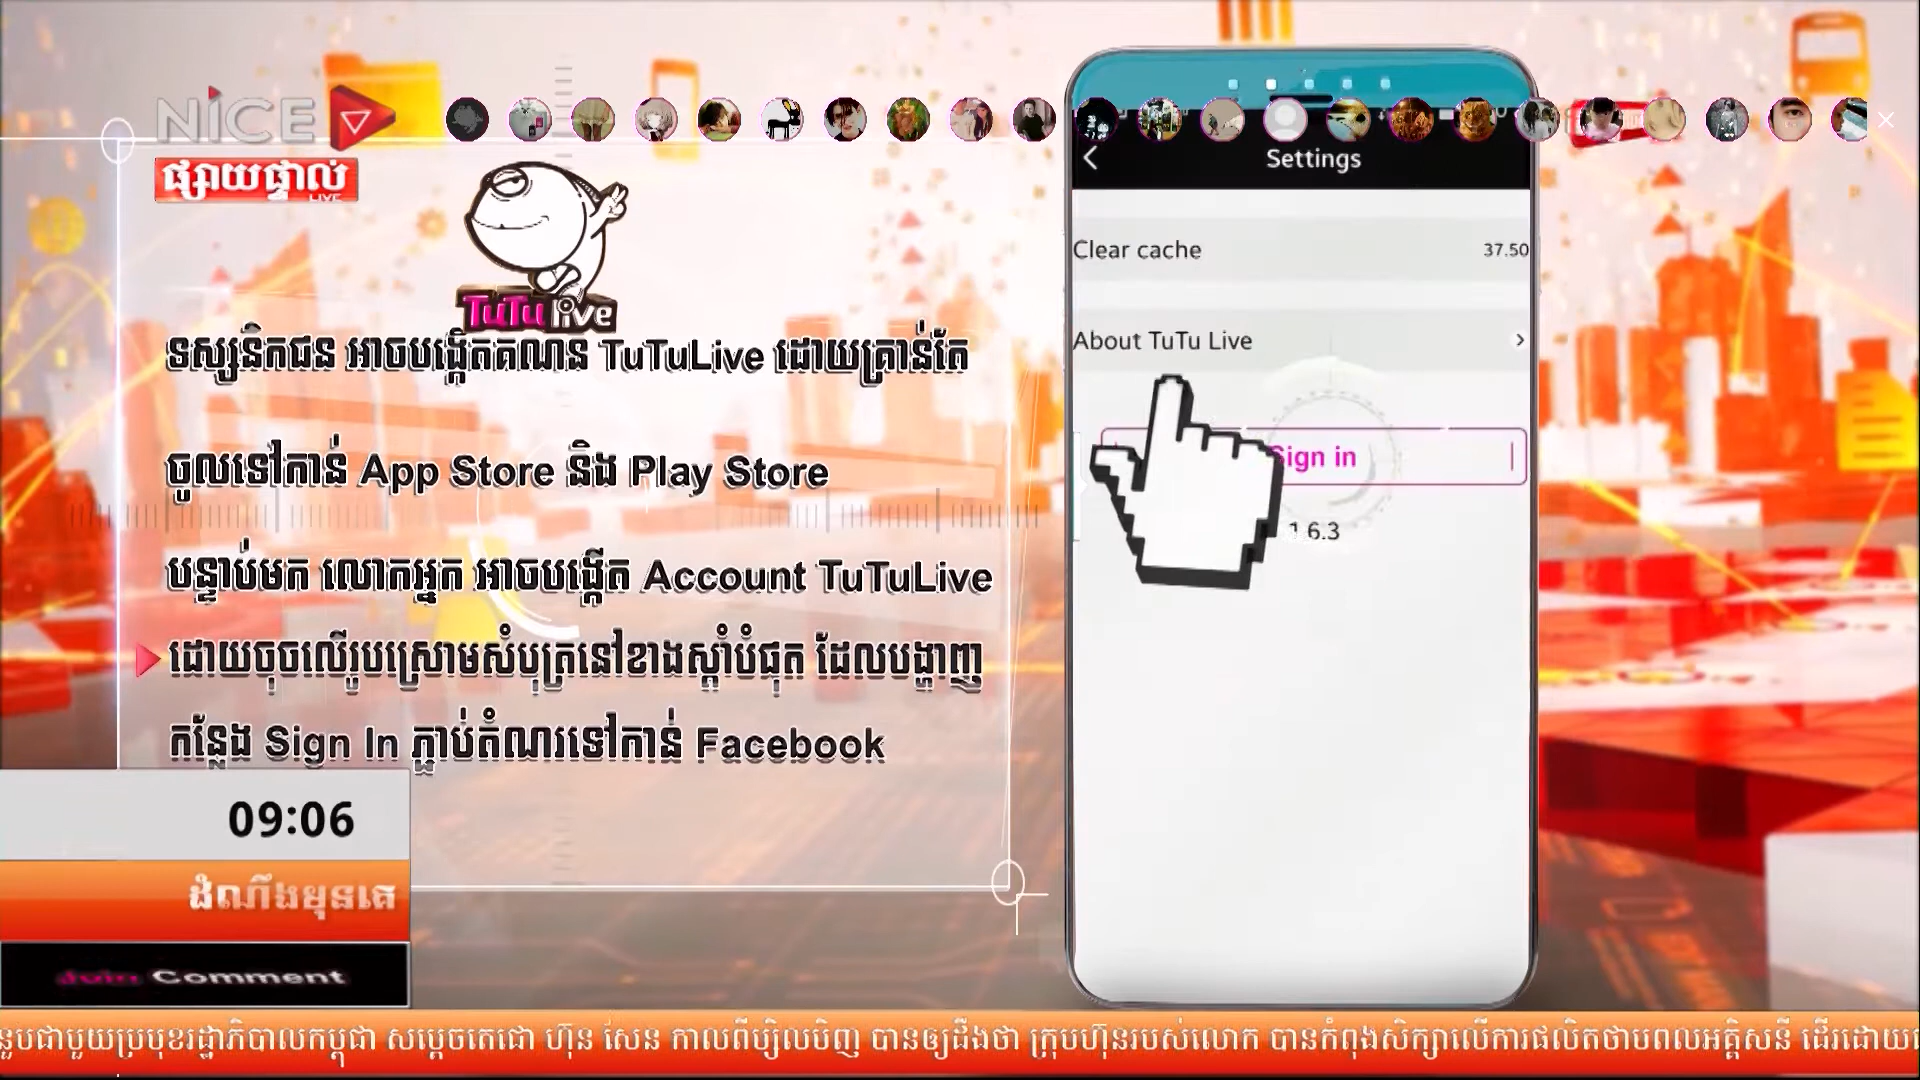 NICE
ផ្សាយផ្ទាល់
LIVE
TuTu live
ទស្សនិកជន អាចបង្កើតគណន TuTuLive ដោយគ្រាន់តែ
ចូលទៅកាន់ App Store និង Play Store
បន្ទាប់មក លោកអ្នក អាចបង្កើត Account TuTuLive
ដោយចុចលើរូបស្រោមសំបុត្រនៅខាងស្តាំបំផុត ដែលបង្ហាញ
កន្លែង Sign In ភ្ជាប់តំណរទៅកាន់ Facebook
Settings
Clear cache 37.50
About TuTu Live
Sign in
1.6.3
09:06
ដំណឹងមុនគេ
Join Comment
ប្រមុខរដ្ឋាភិបាលកម្ពុជា សម្តេចតេជោ ហ៊ុន សែន កាលពីម្សិលមិញ បានឲ្យដឹងថា ក្រុមហ៊ុនរបស់លោក បានកំពុងសិក្សាលើការផលិតថាមពលអគ្គិសនី ដើរដោយ